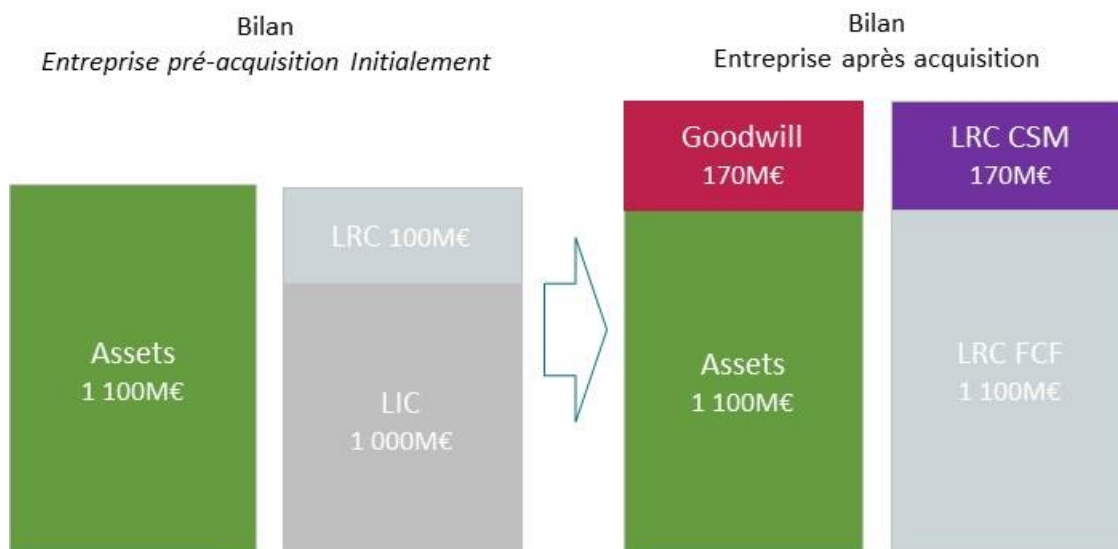 Bilan
Entreprise pré-acquisition Initialement
Assets
1 100M€
LRC 100M€
LIC
1 000M€
Bilan
Entreprise après acquisition
Goodwill
170M€
Assets
1 100M€
LRC CSM
170M€
LRC FCF
1 100M€